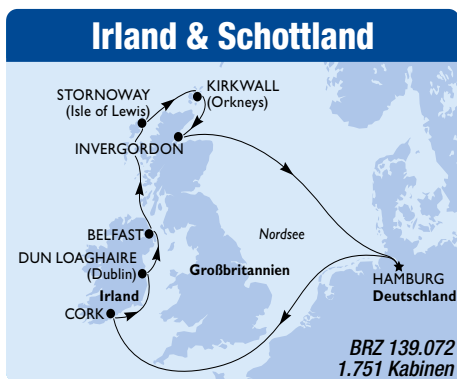 Irland & Schottland
KIRKWALL
(Orkneys)
STORNOWAY
(Isle of Lewis)
INVERGORDON
BELFAST
Nordsee
DUN LOAGHAIRE
(Dublin)
Großbritannien
HAMBURG
Deutschland
Irland
CORK
BRZ 139.072
1.751 Kabinen